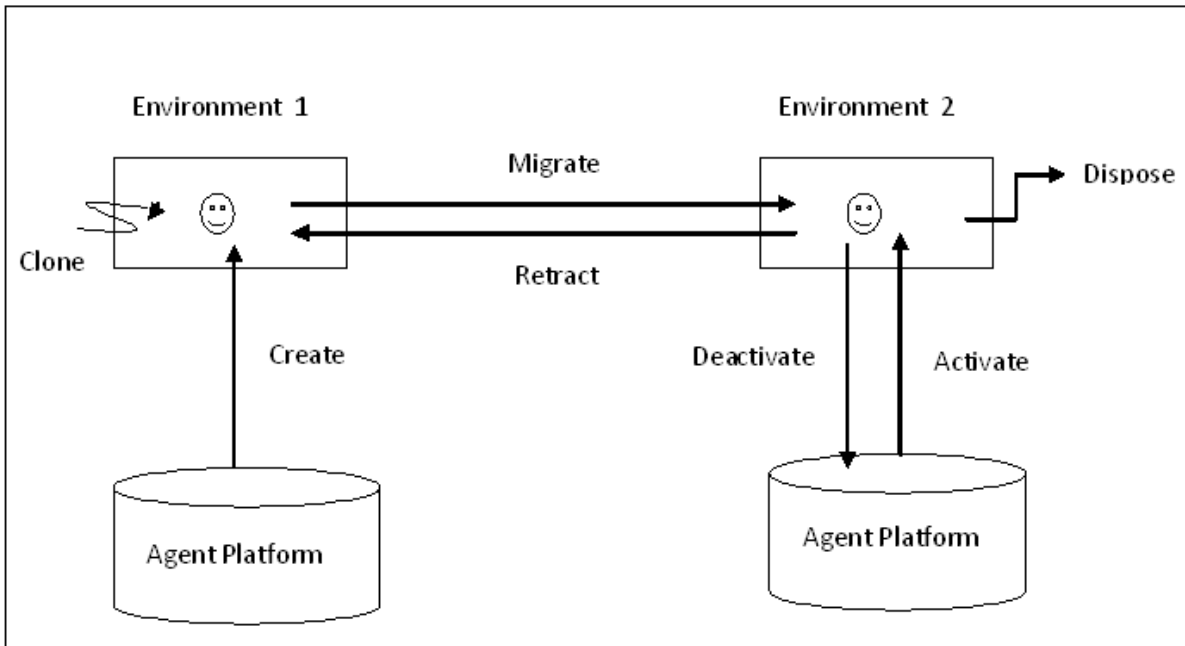 Environment 1
Environment 2
Migrate
Dispose
Clone
Retract
Create
Deactivate
Activate
Agent Platform
Agent Platform